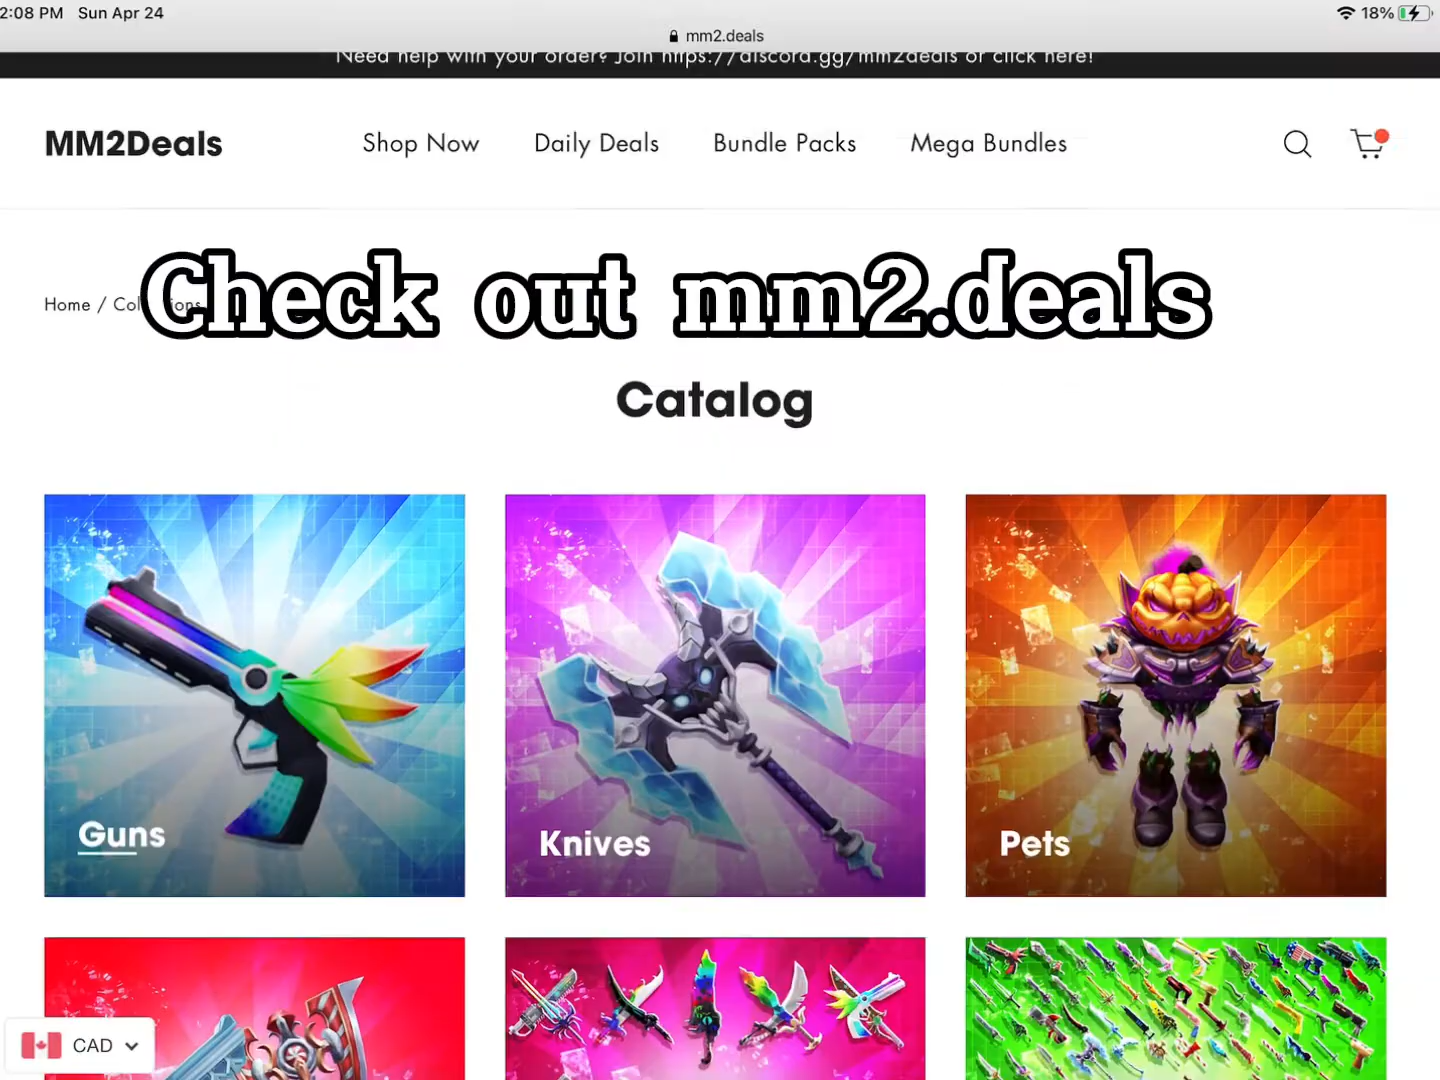 2:08 PM Sun Apr 24
18%
mm2.deals
Need help with your order? Join https://discord.gg/mm2deals or click here!
MM2Deals
Shop Now
Daily Deals
Bundle Packs
Mega Bundles
Home /
Check out mm2.deals
Catalog
Guns
Knives
Pets
CAD